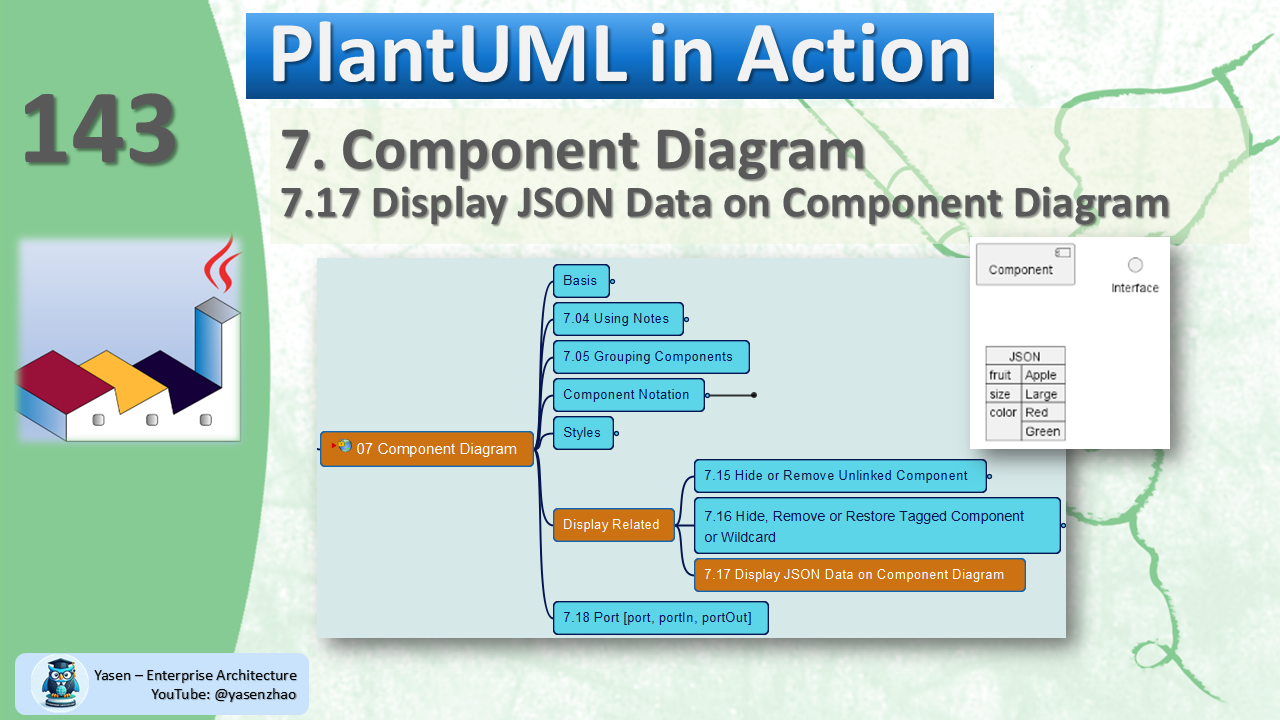 PlantUML in Action
143
7. Component Diagram
7.17 Display JSON Data on Component Diagram
Component
Interface
JSON
fruit Apple
size Large
color Red
Green
Basis
7.04 Using Notes
7.05 Grouping Components
Component Notation
Styles
07 Component Diagram
Display Related
7.15 Hide or Remove Unlinked Component
7.16 Hide, Remove or Restore Tagged Component
or Wildcard
7.17 Display JSON Data on Component Diagram
7.18 Port [port, portIn, portOut]
Yasen – Enterprise Architecture
YouTube: @yasenzhao